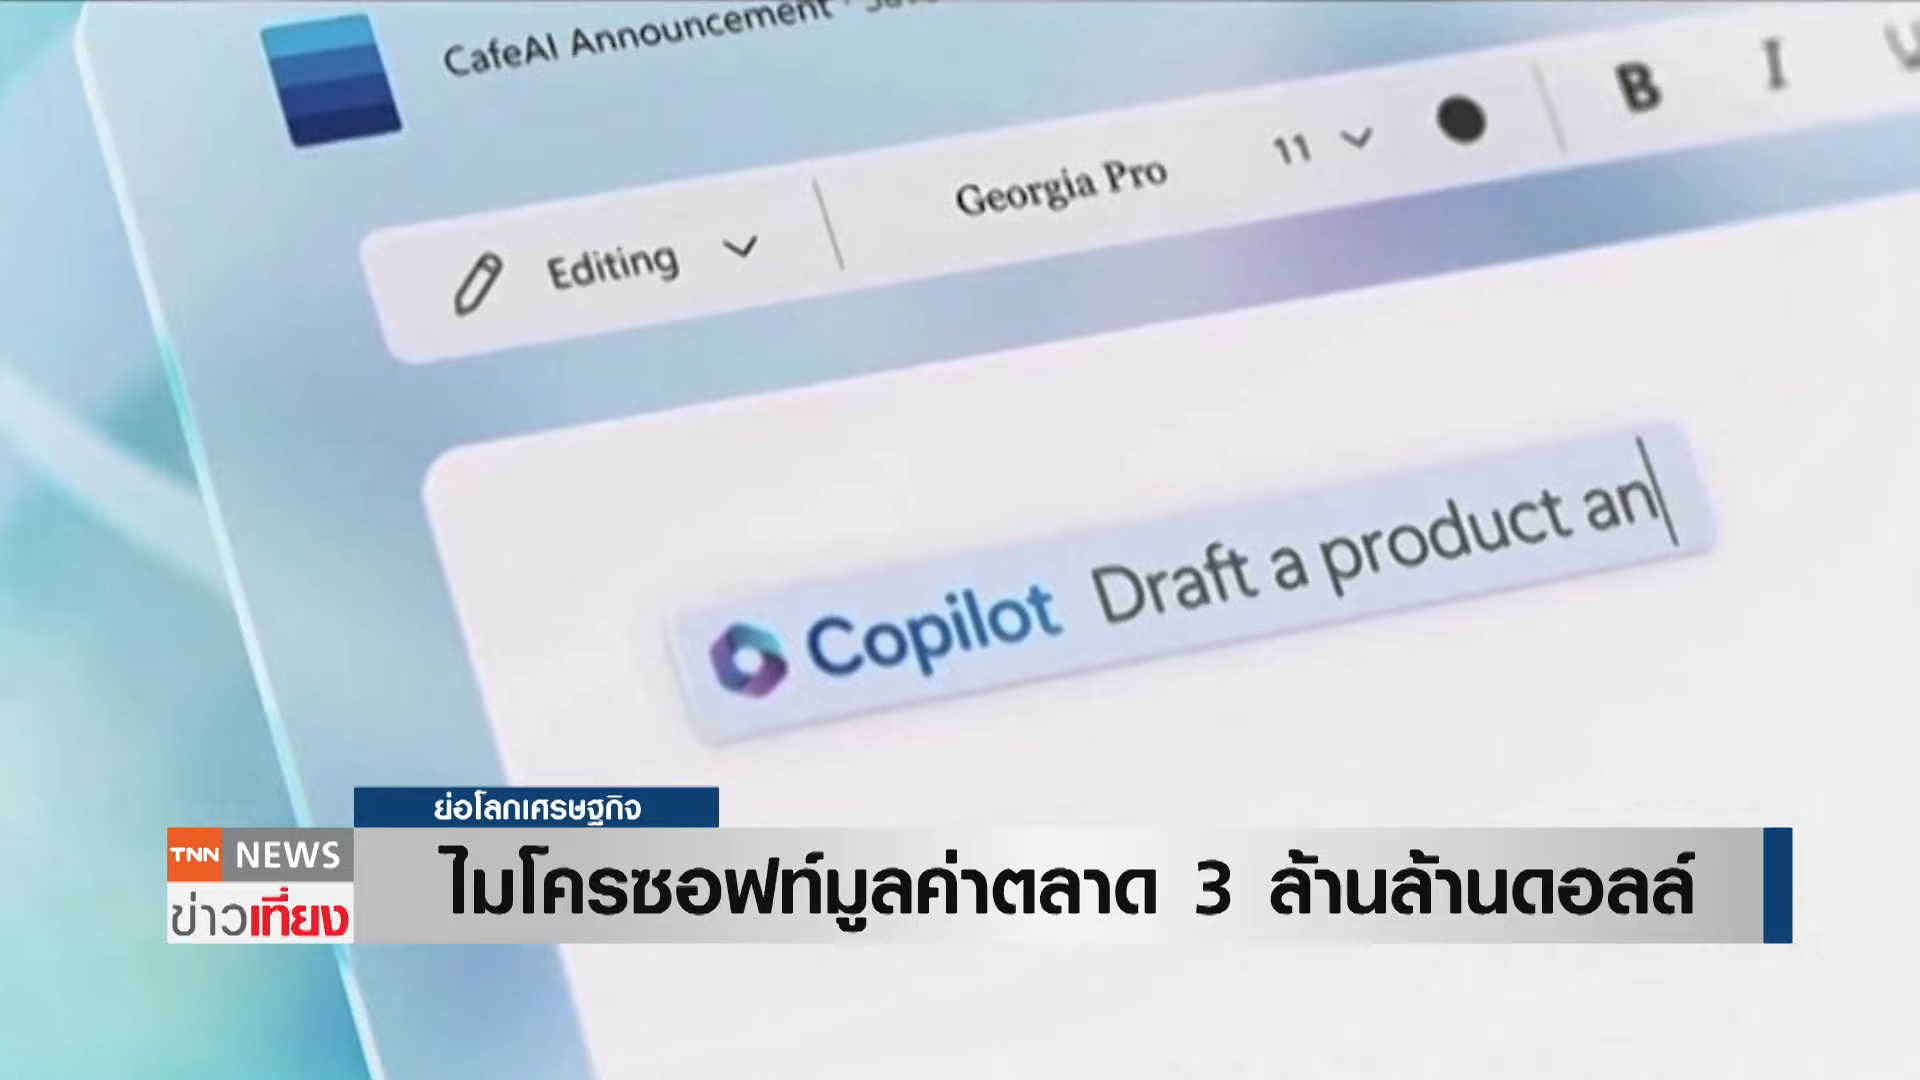 CafeAI Announcement
Editing
Georgia Pro
11
B I U
Copilot Draft a product an
ย่อโลกเศรษฐกิจ
TNN NEWS
ข่าวเที่ยง
ไมโครซอฟท์มูลค่าตลาด 3 ล้านล้านดอลล์